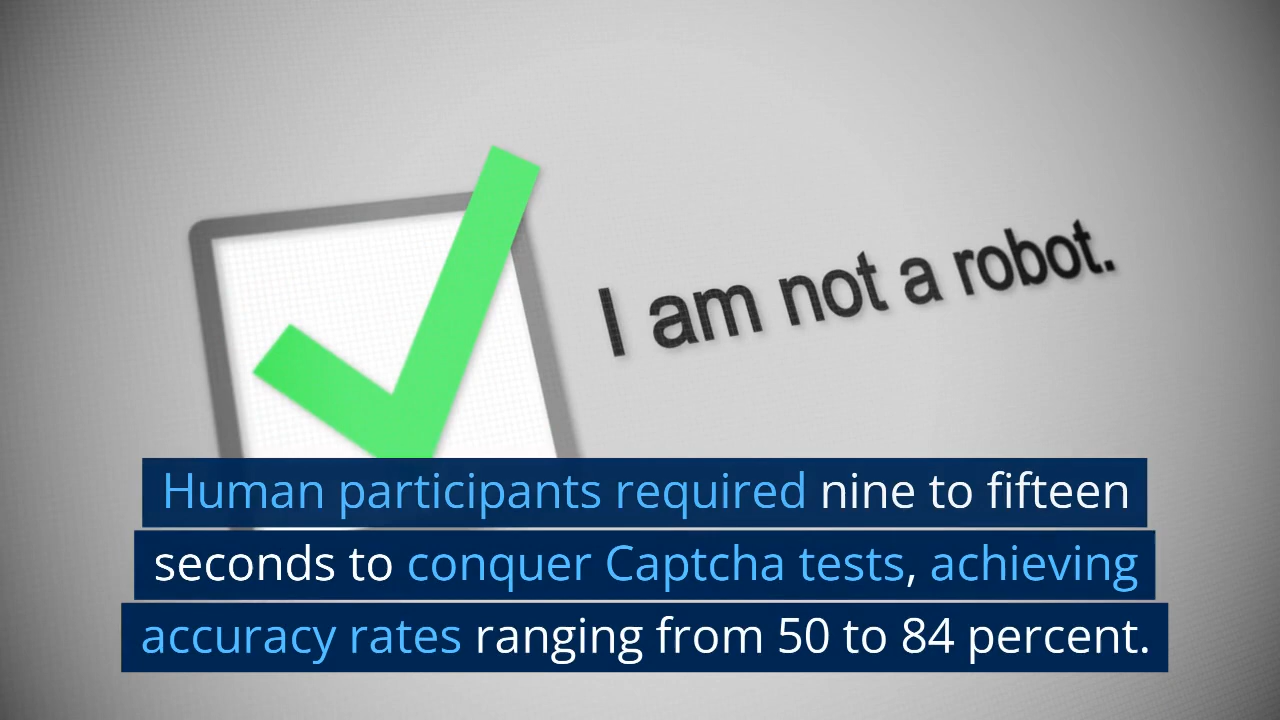 I am not a robot.
Human participants required nine to fifteen
seconds to conquer Captcha tests, achieving
accuracy rates ranging from 50 to 84 percent.